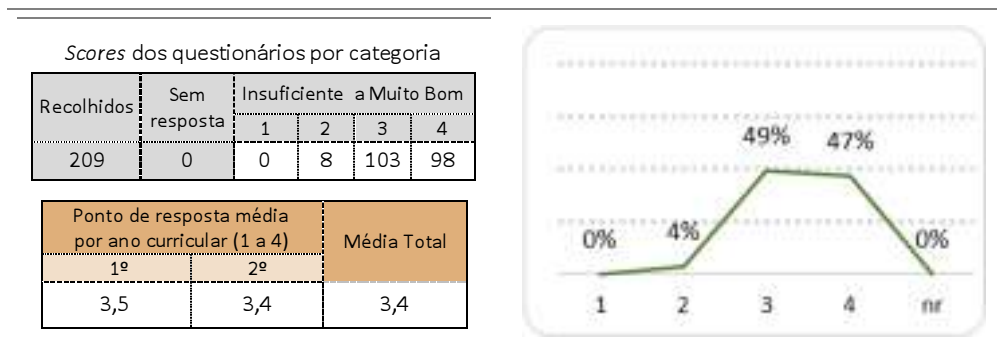 Scores dos questionários por categoria
Recolhidos
Sem
resposta
Insuficiente a Muito Bom
1 2 3 4
209 0 0 8 103 98
Ponto de resposta média
por ano curricular (1 a 4)
Média Total
1º 2º
3,5 3,4 3,4
49% 47%
0% 4% 0%
1 2 3 4 nr